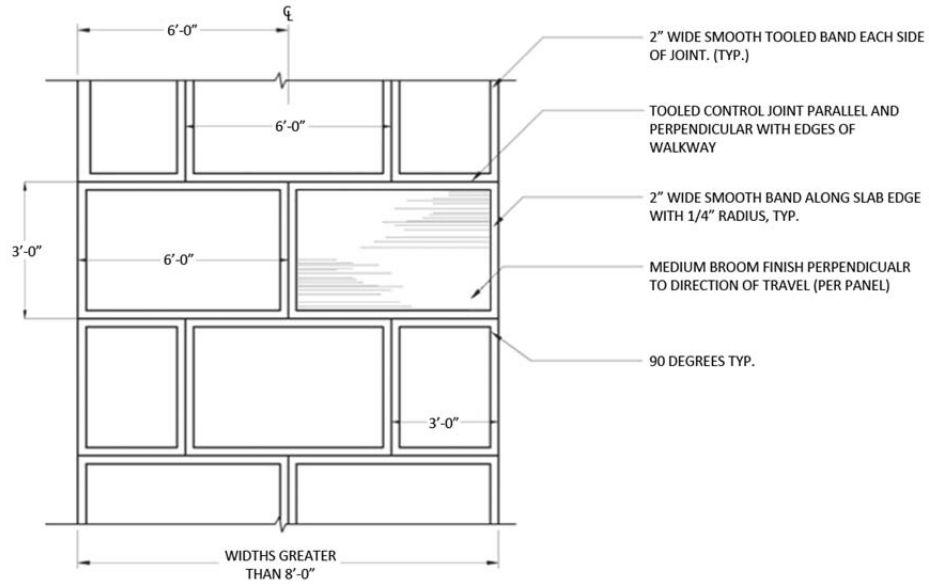 ℄
6'-0"
2" WIDE SMOOTH TOOLED BAND EACH SIDE
OF JOINT. (TYP.)
6'-0"
TOOLED CONTROL JOINT PARALLEL AND
PERPENDICULAR WITH EDGES OF
WALKWAY
2" WIDE SMOOTH BAND ALONG SLAB EDGE
WITH 1/4" RADIUS, TYP.
3'-0"
6'-0"
MEDIUM BROOM FINISH PERPENDICUALR
TO DIRECTION OF TRAVEL (PER PANEL)
90 DEGREES TYP.
3'-0"
WIDTHS GREATER
THAN 8'-0"